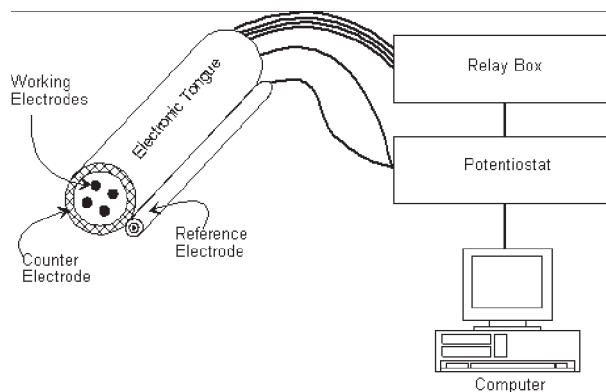 Working
Electrodes
Electronic Tongue
Relay Box
Potentiostat
Reference
Electrode
Counter
Electrode
Computer